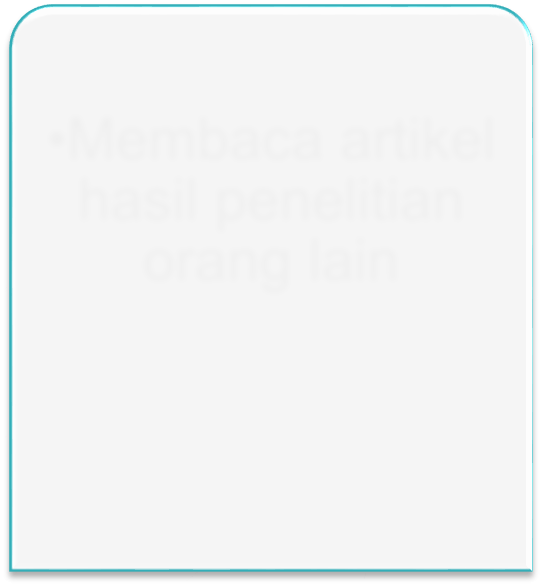 •Membaca artikel
hasil penelitian
orang lain